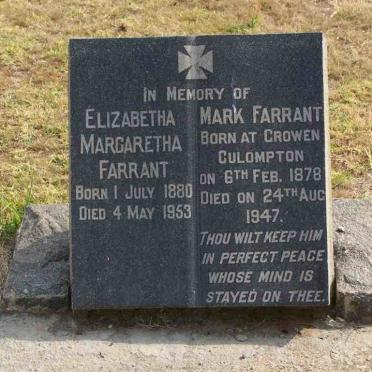 In Memory of
Elizabetha
Margaretha
Farrant
Born 1 July 1880
Died 4 May 1953
Mark Farrant
Born at Crowen
Culompton
on 6th Feb. 1878
Died on 24th Aug
1947.
Thou wilt keep him
in perfect peace
whose mind is
stayed on Thee.